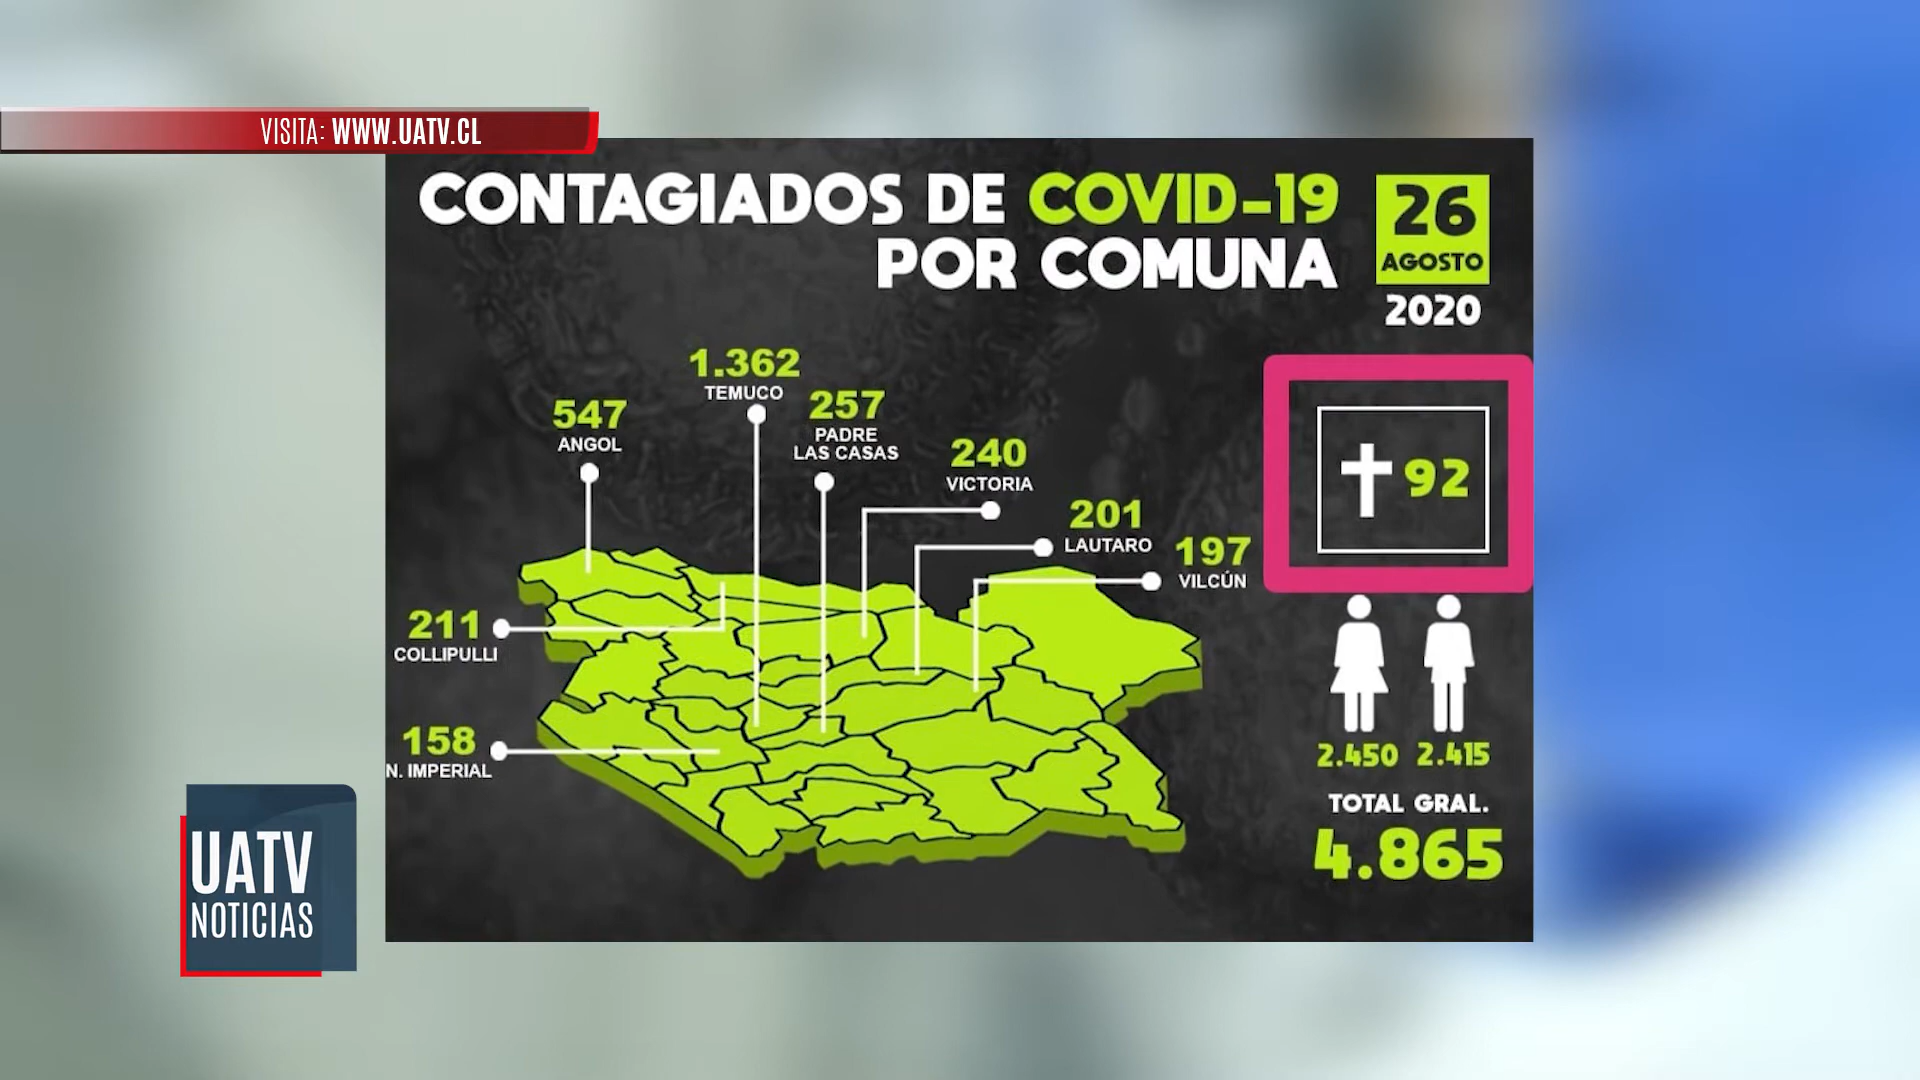 VISITA: WWW.UATV.CL
CONTAGIADOS DE COVID-19
POR COMUNA
26
AGOSTO
2020
1.362
TEMUCO
547
ANGOL
257
PADRE
LAS CASAS
240
VICTORIA
201
LAUTARO
197
VILCÚN
92
211
COLLIPULLI
158
N. IMPERIAL
2.450 2.415
TOTAL GRAL.
4.865
UATV
NOTICIAS